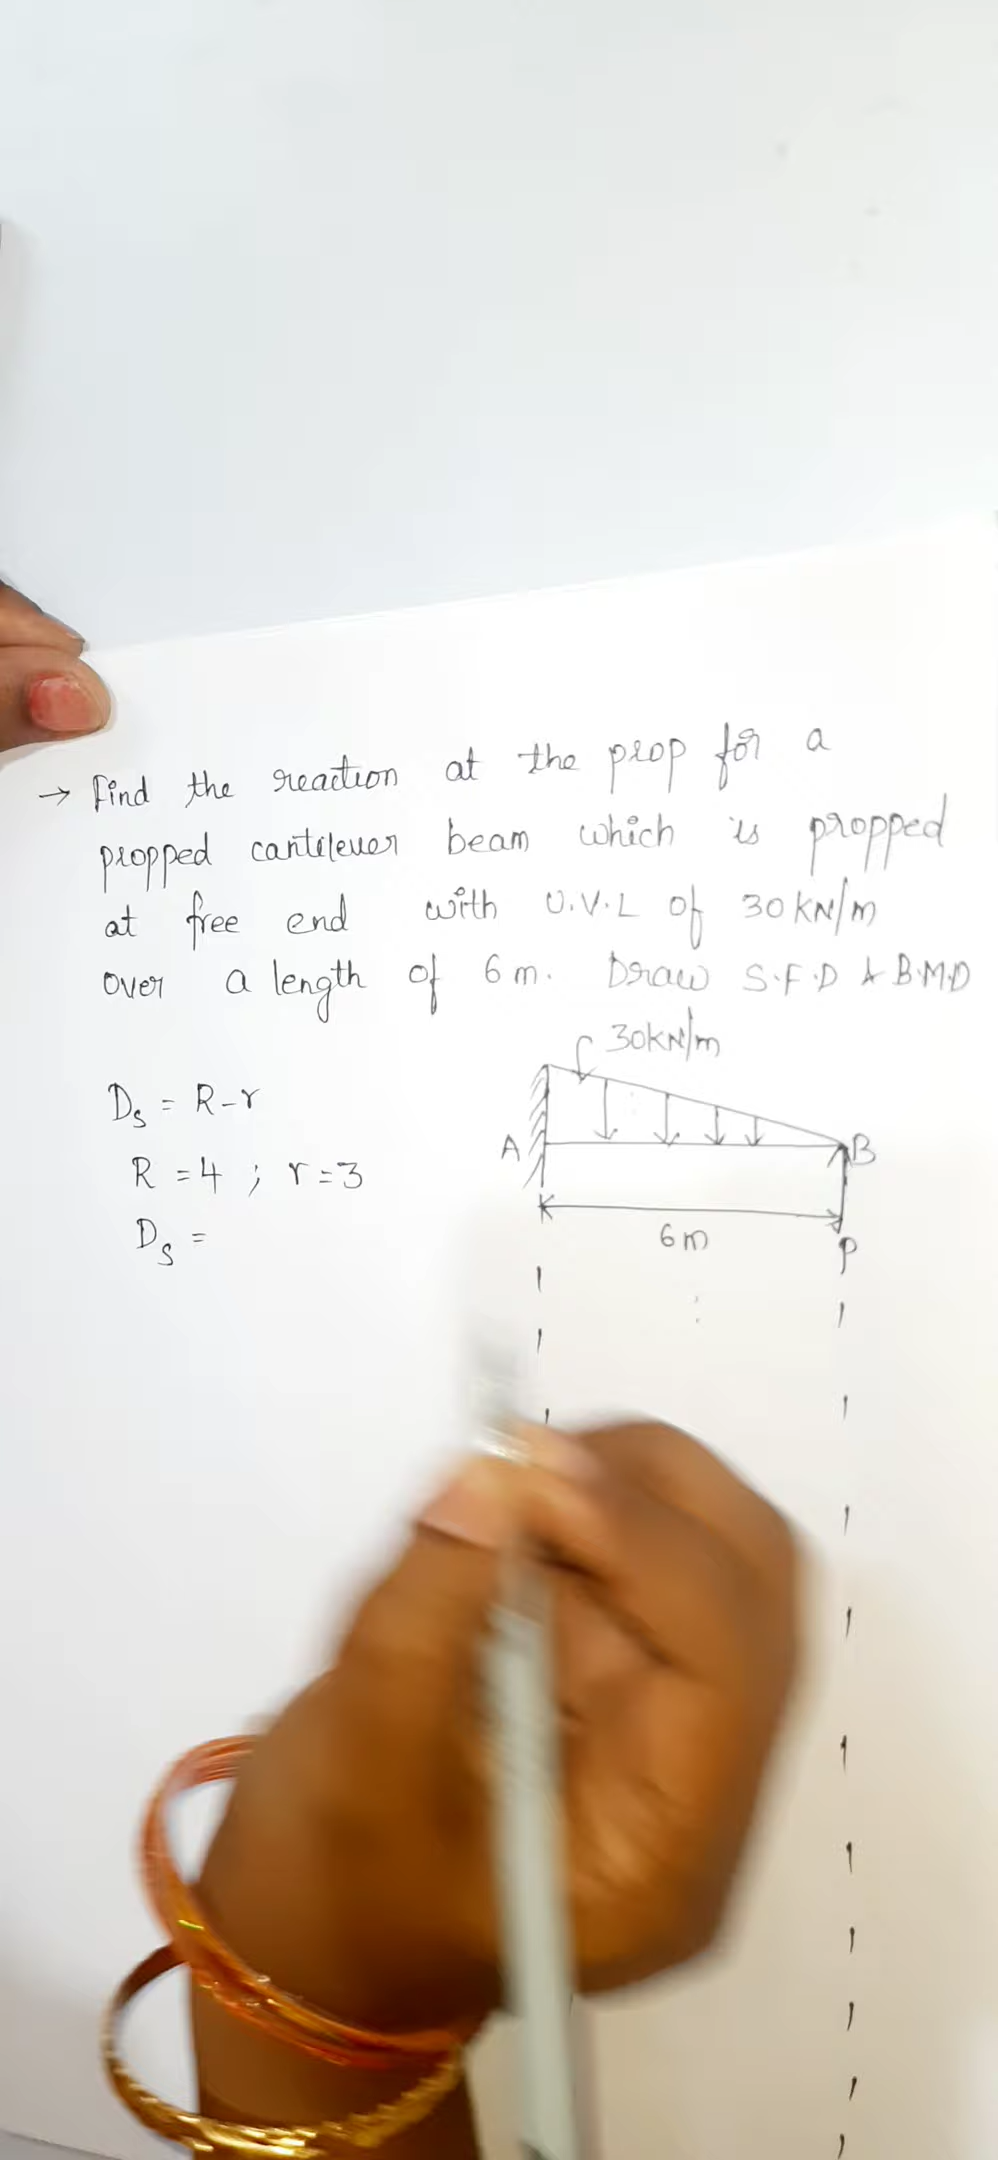 → Find the reaction at the prop for a
propped cantilever beam which is propped
at free end with U.V.L of 30 kN/m
over a length of 6 m. Draw S.F.D & B.M.D
30kN/m
Ds = R-r
A
B
R = 4 ; r = 3
6m
Ds =
P